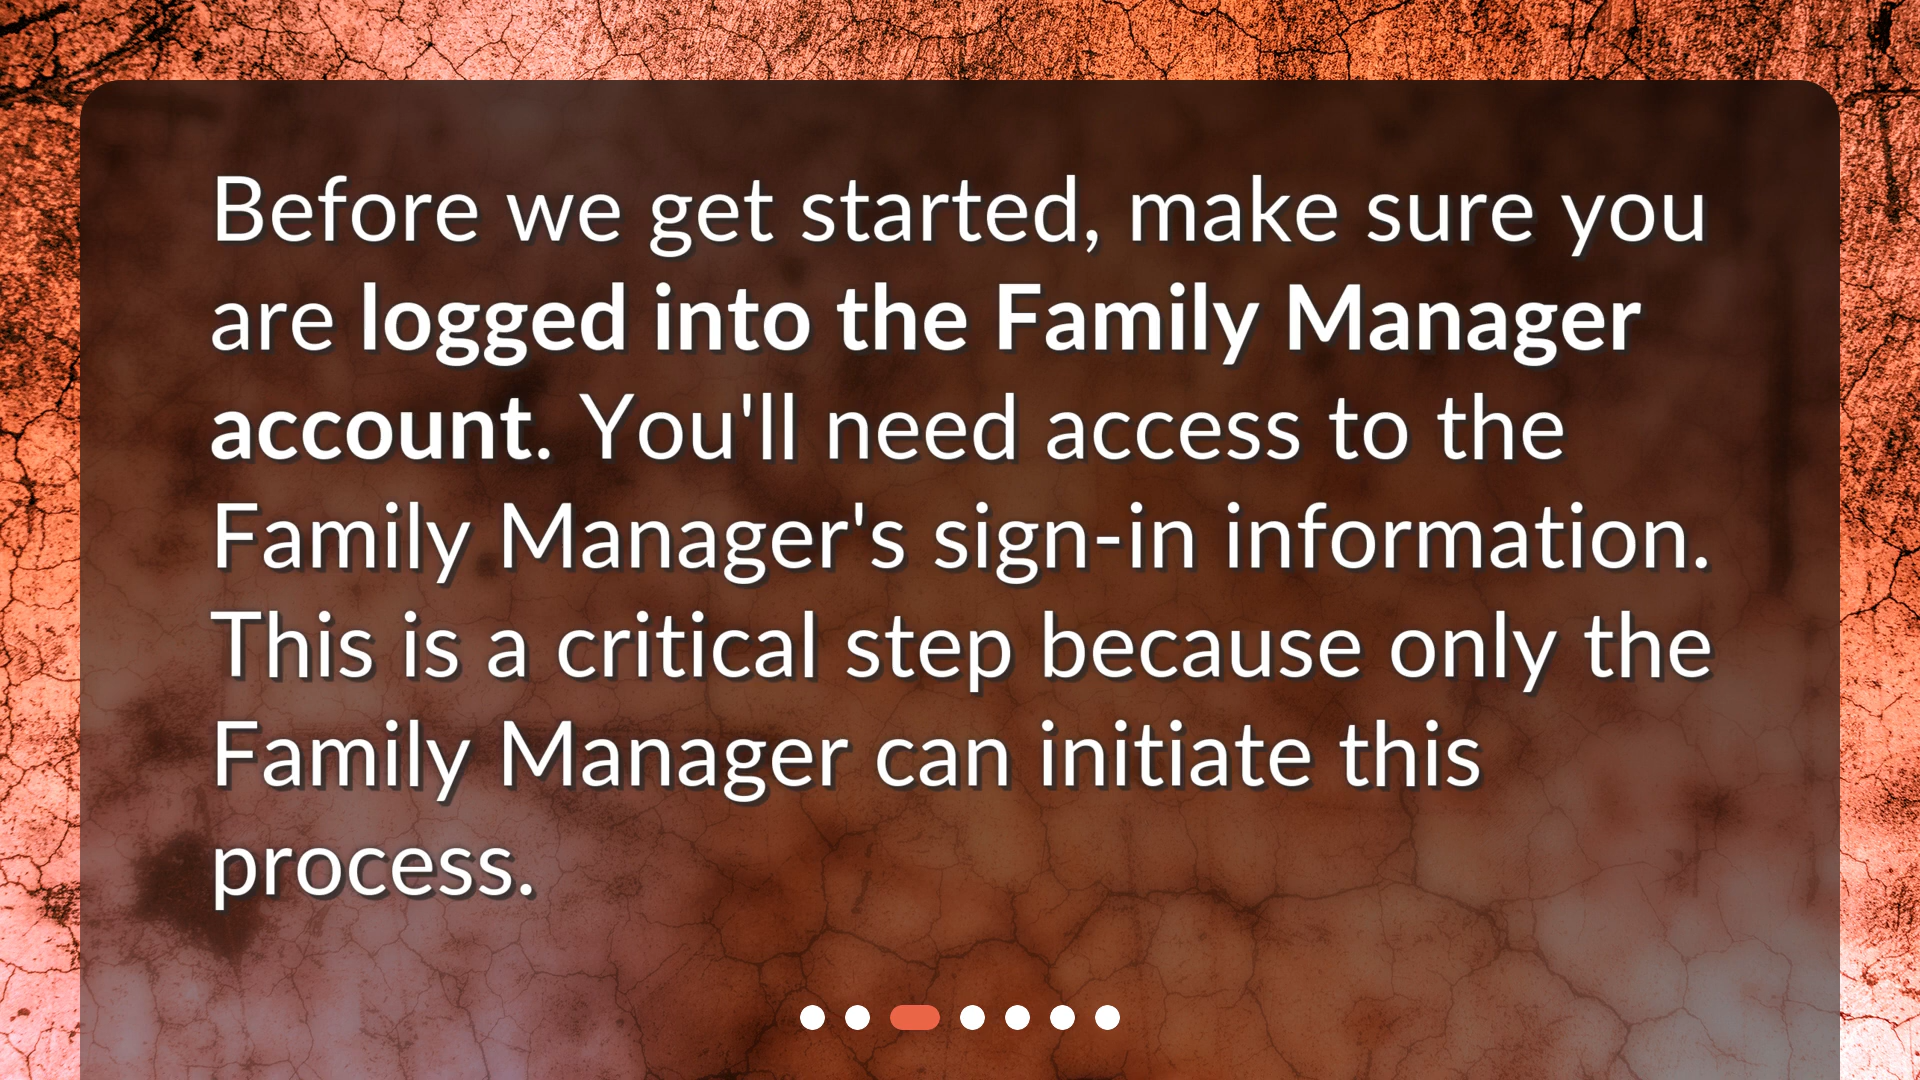 Before we get started, make sure you
are logged into the Family Manager
account. You'll need access to the
Family Manager's sign-in information.
This is a critical step because only the
Family Manager can initiate this
process.